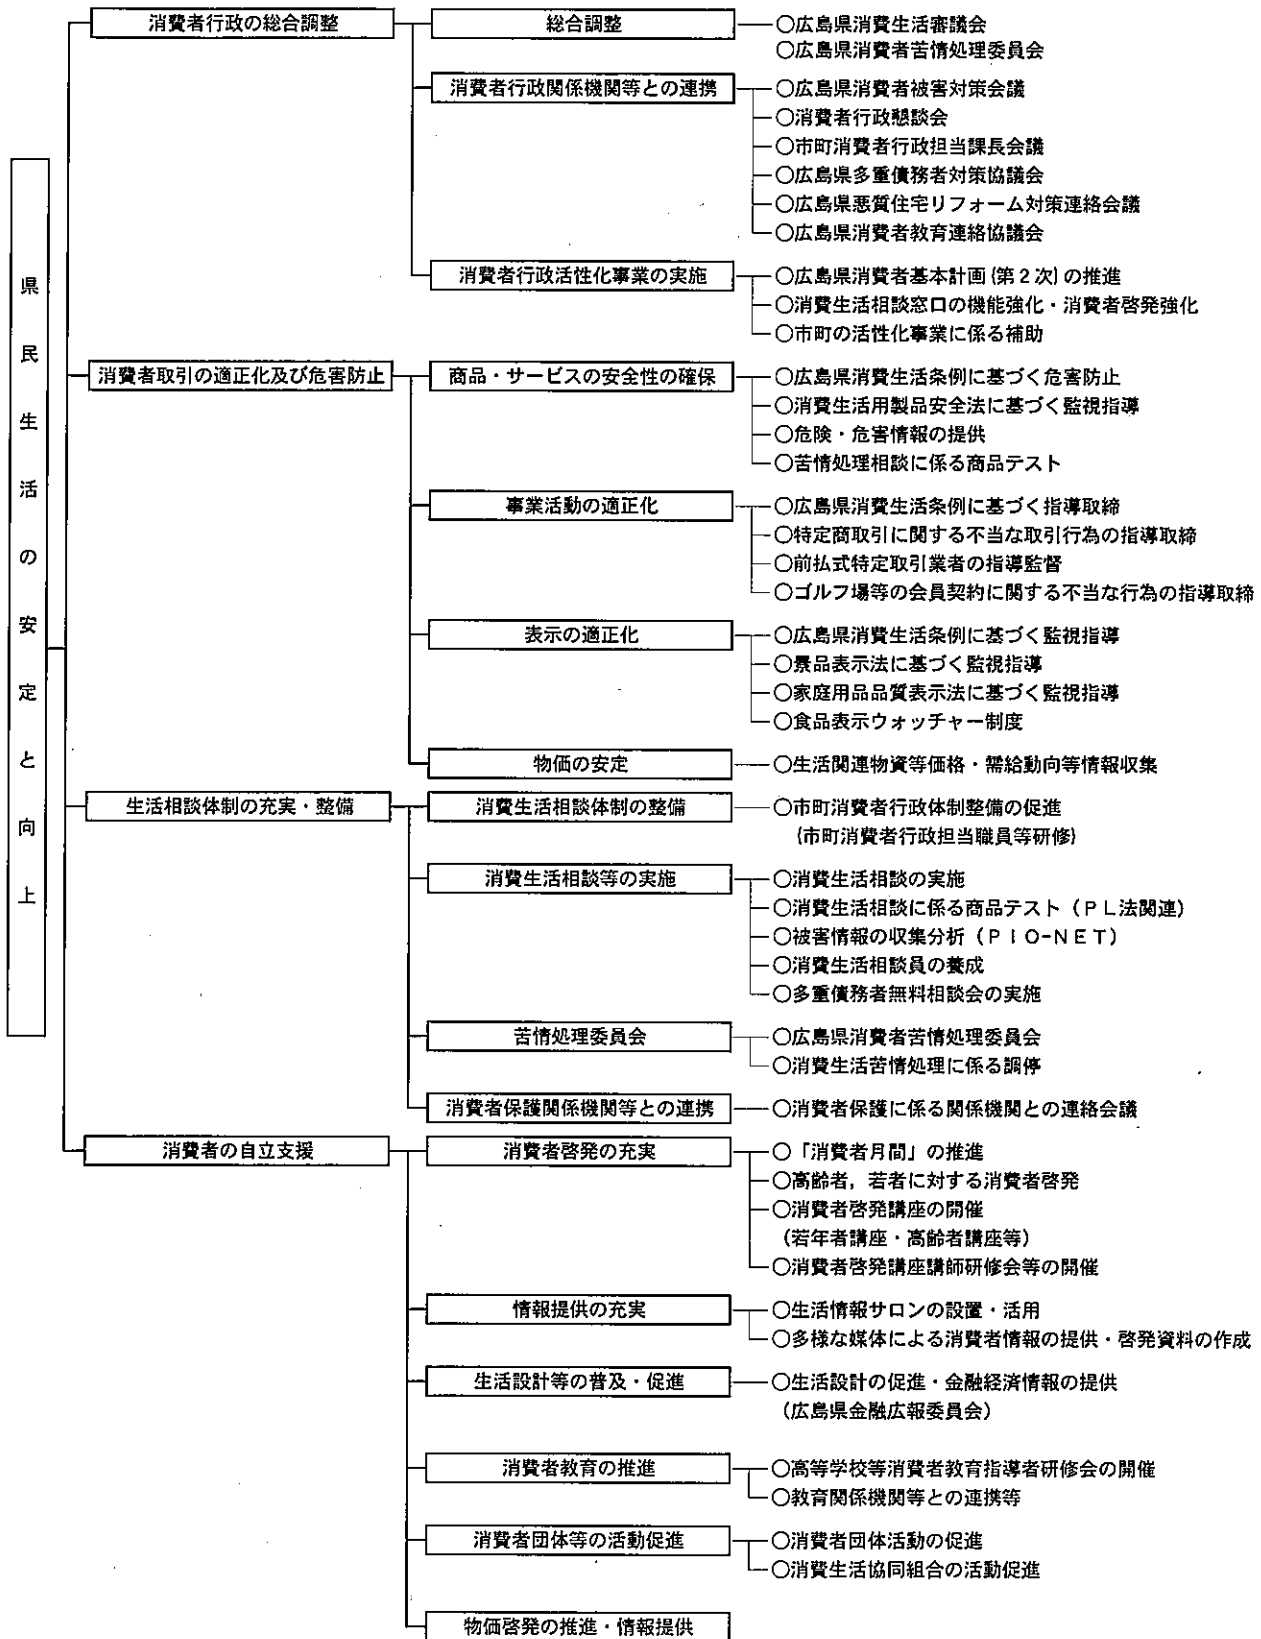 県民生活の安定と向上
消費者行政の総合調整
総合調整
○広島県消費生活審議会
○広島県消費者苦情処理委員会
消費者行政関係機関等との連携
○広島県消費者被害対策会議
○消費者行政懇談会
○市町消費者行政担当課長会議
○広島県多重債務者対策協議会
○広島県悪質住宅リフォーム対策連絡会議
○広島県消費者教育連絡協議会
消費者行政活性化事業の実施
○広島県消費者基本計画(第2次)の推進
○消費生活相談窓口の機能強化・消費者啓発強化
○市町の活性化事業に係る補助
消費者取引の適正化及び危害防止
商品・サービスの安全性の確保
○広島県消費生活条例に基づく危害防止
○消費生活用製品安全法に基づく監視指導
○危険・危害情報の提供
○苦情処理相談に係る商品テスト
事業活動の適正化
○広島県消費生活条例に基づく指導取締
○特定商取引に関する不当な取引行為の指導取締
○前払式特定取引業者の指導監督
○ゴルフ場等の会員契約に関する不当な行為の指導取締
表示の適正化
○広島県消費生活条例に基づく監視指導
○景品表示法に基づく監視指導
○家庭用品品質表示法に基づく監視指導
○食品表示ウォッチャー制度
物価の安定
○生活関連物資等価格・需給動向等情報収集
生活相談体制の充実・整備
消費生活相談体制の整備
○市町消費者行政体制整備の促進
(市町消費者行政担当職員等研修)
消費生活相談等の実施
○消費生活相談の実施
○消費生活相談に係る商品テスト(PL法関連)
○被害情報の収集分析(PIO-NET)
○消費生活相談員の養成
○多重債務者無料相談会の実施
苦情処理委員会
○広島県消費者苦情処理委員会
○消費生活苦情処理に係る調停
消費者保護関係機関等との連携
○消費者保護に係る関係機関との連絡会議
消費者の自立支援
消費者啓発の充実
○「消費者月間」の推進
○高齢者,若者に対する消費者啓発
○消費者啓発講座の開催
(若年者講座・高齢者講座等)
○消費者啓発講座講師研修会等の開催
情報提供の充実
○生活情報サロンの設置・活用
○多様な媒体による消費者情報の提供・啓発資料の作成
生活設計等の普及・促進
○生活設計の促進・金融経済情報の提供
(広島県金融広報委員会)
消費者教育の推進
○高等学校等消費者教育指導者研修会の開催
○教育関係機関等との連携等
消費者団体等の活動促進
○消費者団体活動の促進
○消費生活協同組合の活動促進
物価啓発の推進・情報提供